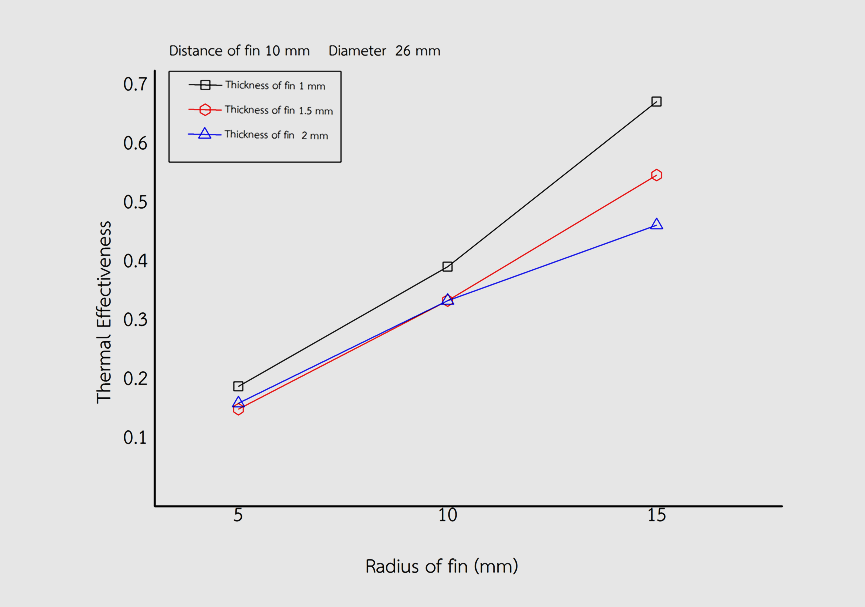 Distance of fin 10 mm Diameter 26 mm
Thickness of fin 1 mm
Thickness of fin 1.5 mm
Thickness of fin 2 mm
Thermal Effectiveness
0.7
0.6
0.5
0.4
0.3
0.2
0.1
5 10 15
Radius of fin (mm)